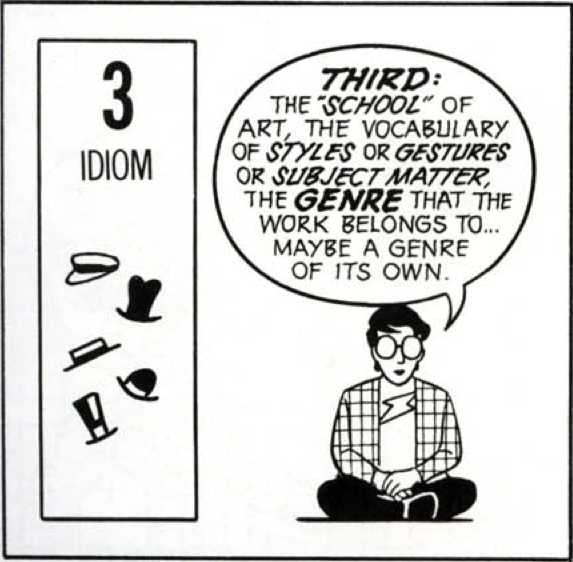 3
IDIOM
THIRD:
THE "SCHOOL" OF
ART, THE VOCABULARY
OF STYLES OR GESTURES
OR SUBJECT MATTER,
THE GENRE THAT THE
WORK BELONGS TO...
MAYBE A GENRE
OF ITS OWN.